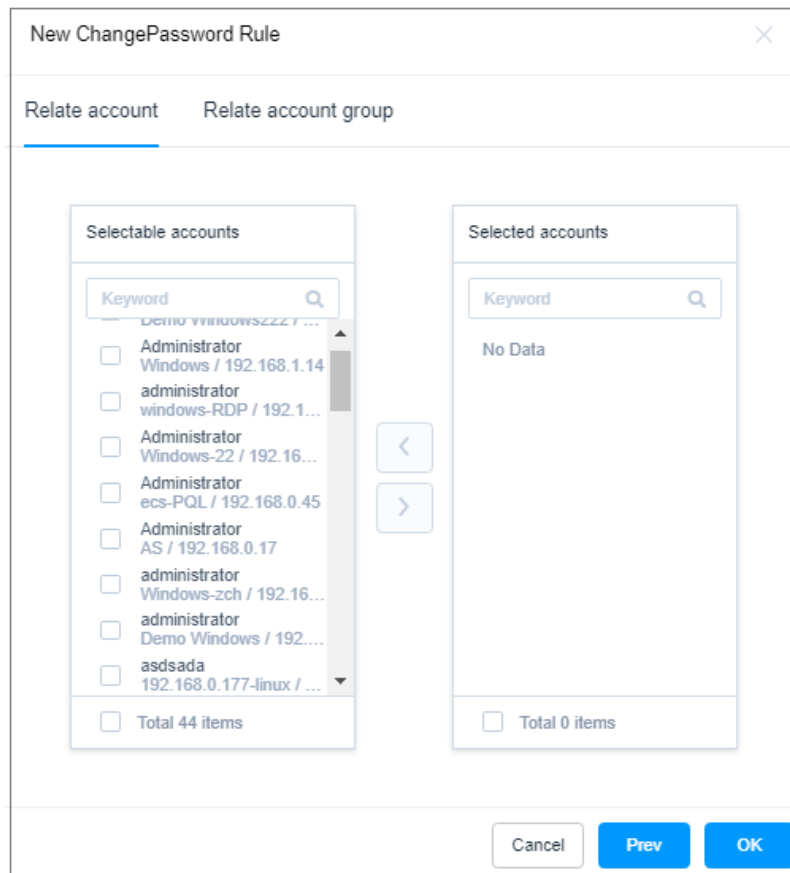 New ChangePassword Rule
Relate account Relate account group
Selectable accounts
Keyword
Demo Windows222 / ...
Administrator
Windows / 192.168.1.14
administrator
windows-RDP / 192.1...
Administrator
Windows-22 / 192.16...
Administrator
ecs-PQL / 192.168.0.45
Administrator
AS / 192.168.0.17
administrator
Windows-zch / 192.16...
administrator
Demo Windows / 192....
asdsada
192.168.0.177-linux / ...
Total 44 items
Selected accounts
Keyword
No Data
Total 0 items
Cancel Prev OK